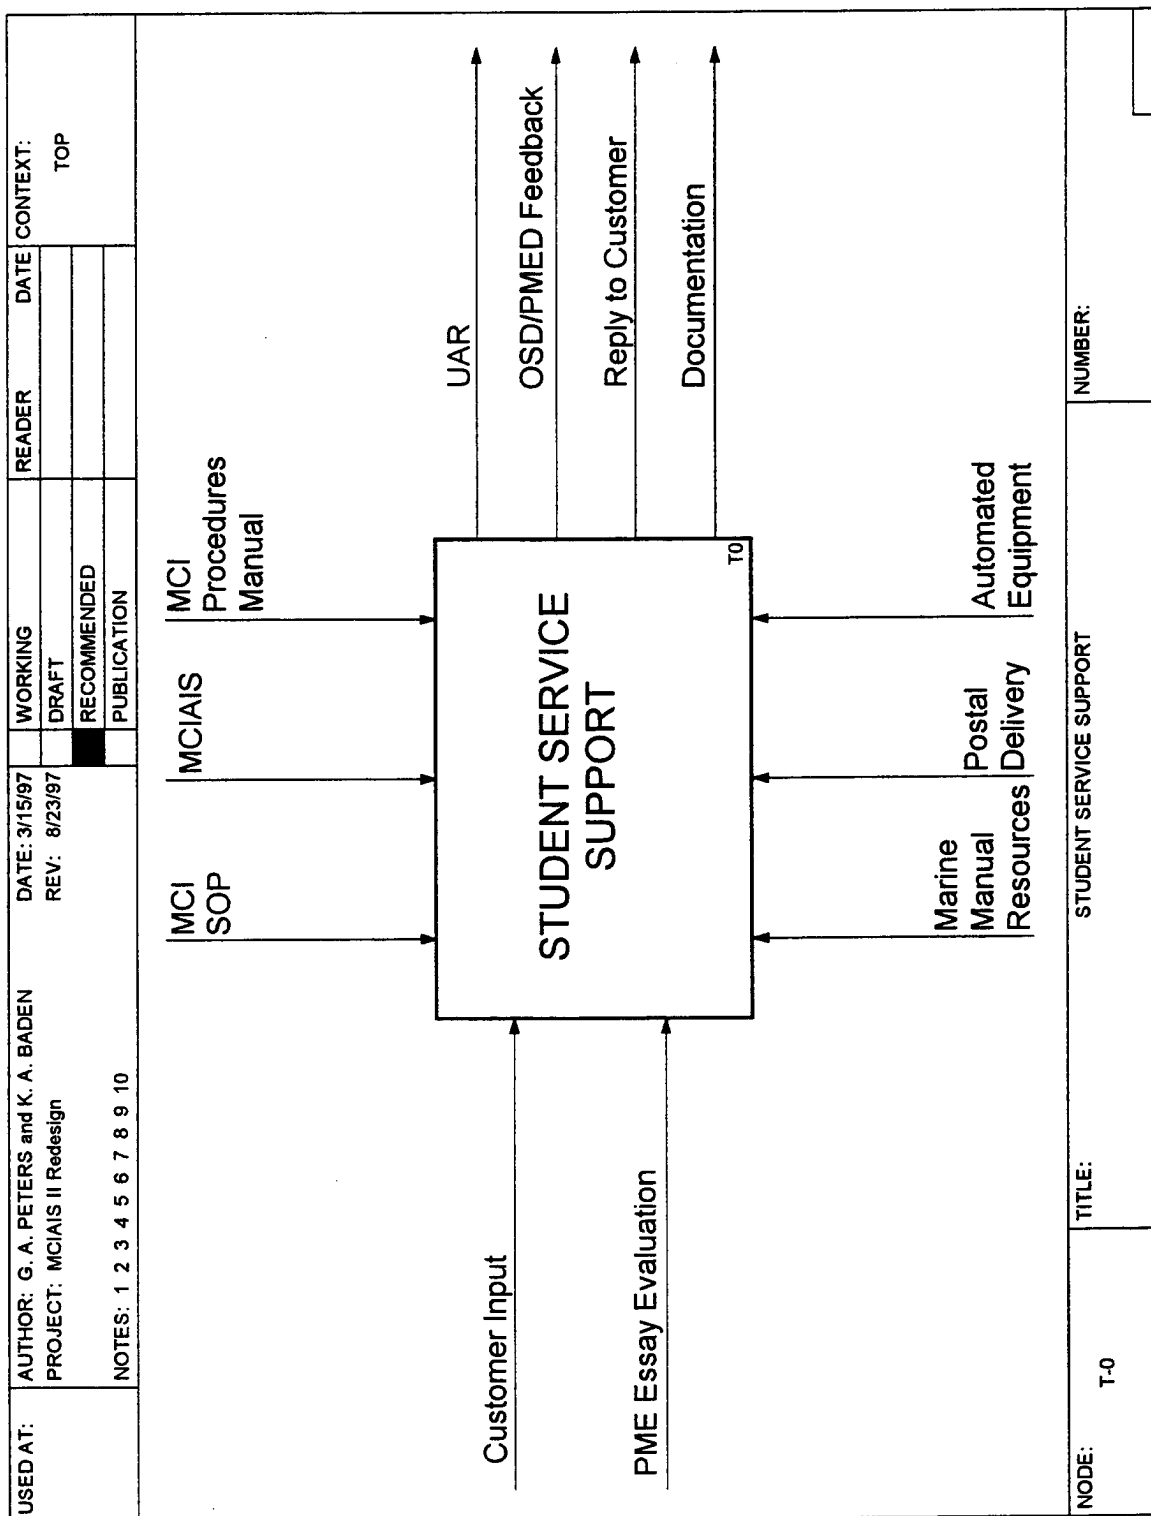 USED AT:
AUTHOR: G. A. PETERS and K. A. BADEN
PROJECT: MCIAIS II Redesign
NOTES: 1 2 3 4 5 6 7 8 9 10
DATE: 3/15/97
REV: 8/23/97
WORKING
DRAFT
RECOMMENDED
PUBLICATION
READER
DATE
CONTEXT:
TOP
MCI
SOP
MCIAIS
MCI
Procedures
Manual
Customer Input
PME Essay Evaluation
STUDENT SERVICE
SUPPORT
T0
UAR
OSD/PMED Feedback
Reply to Customer
Documentation
Marine
Manual
Resources
Postal
Delivery
Automated
Equipment
NODE:
T-0
TITLE:
STUDENT SERVICE SUPPORT
NUMBER: